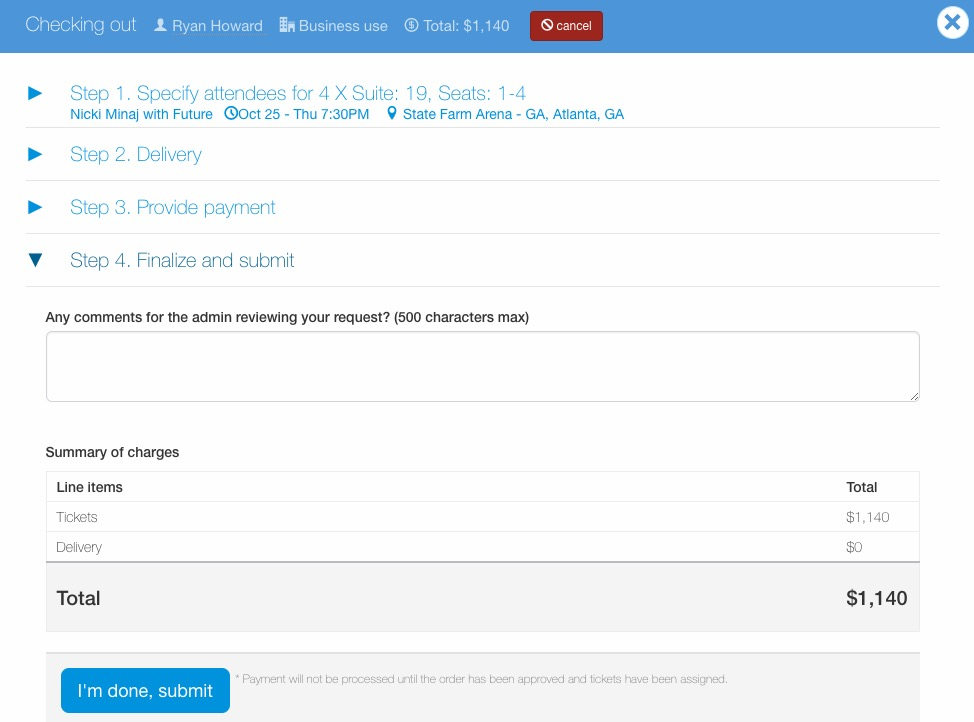 Checking out Ryan Howard Business use Total: $1,140 cancel
Step 1. Specify attendees for 4 X Suite: 19, Seats: 1-4
Nicki Minaj with Future Oct 25 - Thu 7:30PM State Farm Arena - GA, Atlanta, GA
Step 2. Delivery
Step 3. Provide payment
Step 4. Finalize and submit
Any comments for the admin reviewing your request? (500 characters max)
Summary of charges
Line items Total
Tickets $1,140
Delivery $0
Total $1,140
I'm done, submit * Payment will not be processed until the order has been approved and tickets have been assigned.